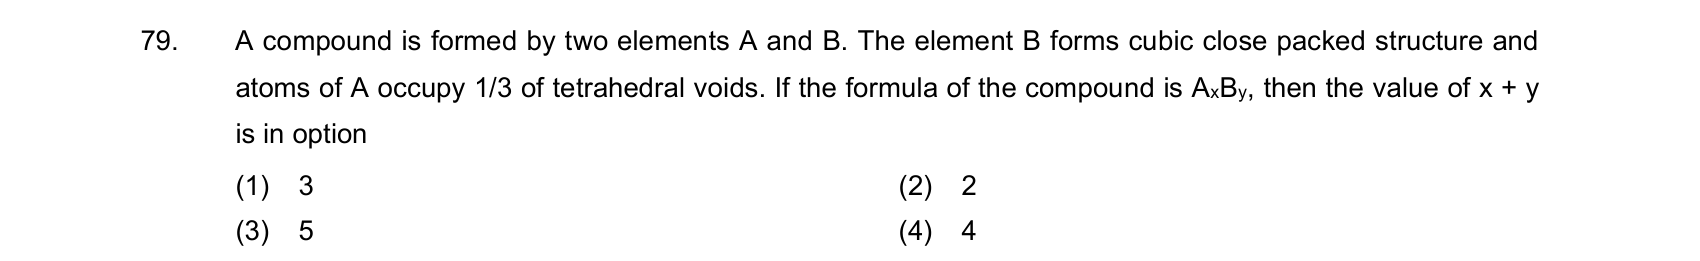 79. A compound is formed by two elements A and B. The element B forms cubic close packed structure and
atoms of A occupy 1/3 of tetrahedral voids. If the formula of the compound is AxBy, then the value of x + y
is in option
(1) 3 (2) 2
(3) 5 (4) 4